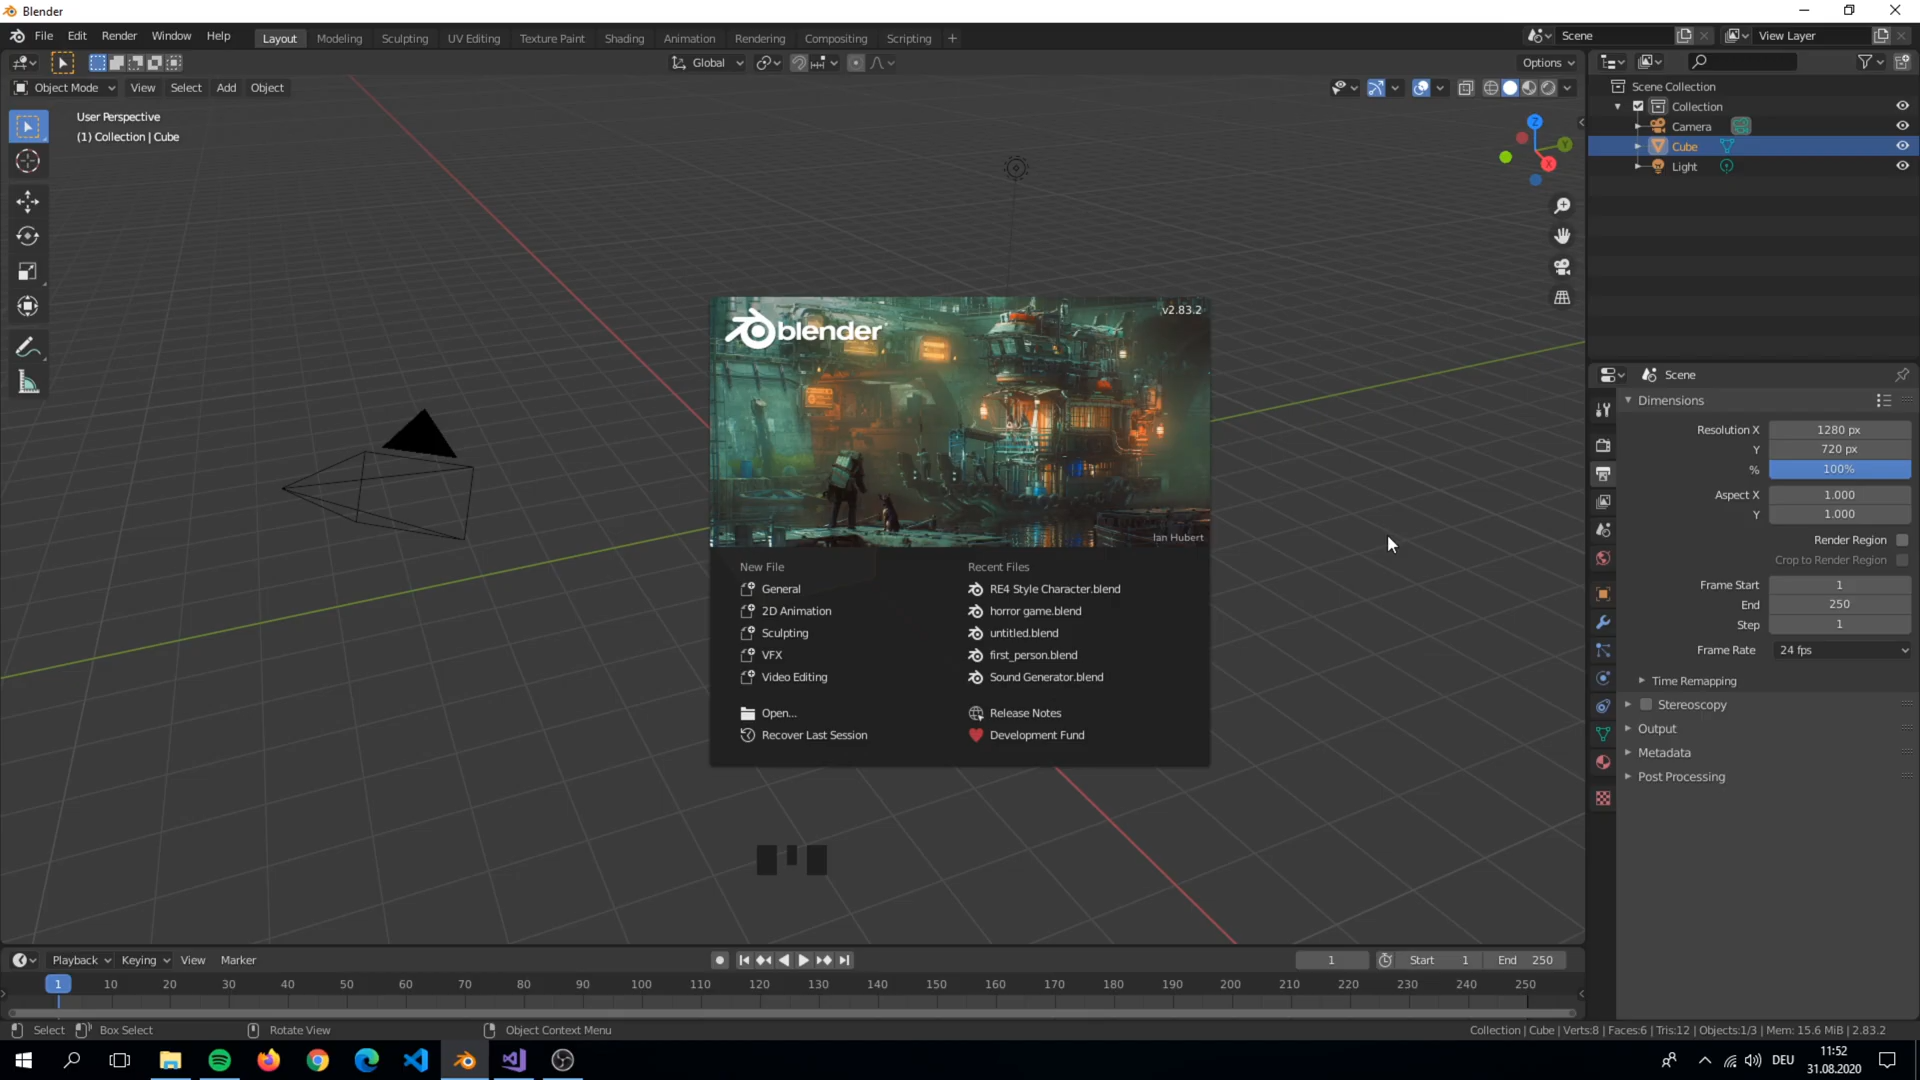 Blender
File Edit Render Window Help Layout Modeling Sculpting UV Editing Texture Paint Shading Animation Rendering Compositing Scripting + Scene View Layer
Global Options
Object Mode View Select Add Object
User Perspective
(1) Collection | Cube
Z
Y
X
Scene Collection
Collection
Camera
Cube
Light
blender
v2.83.2
Ian Hubert
New File
General
2D Animation
Sculpting
VFX
Video Editing
Open...
Recover Last Session
Recent Files
RE4 Style Character.blend
horror game.blend
untitled.blend
first_person.blend
Sound Generator.blend
Release Notes
Development Fund
Scene
Dimensions
Resolution X 1280 px
Y 720 px
% 100%
Aspect X 1.000
Y 1.000
Render Region
Crop to Render Region
Frame Start 1
End 250
Step 1
Frame Rate 24 fps
Time Remapping
Stereoscopy
Output
Metadata
Post Processing
Playback Keying View Marker 1 Start 1 End 250
1 10 20 30 40 50 60 70 80 90 100 110 120 130 140 150 160 170 180 190 200 210 220 230 240 250
Select Box Select Rotate View Object Context Menu Collection | Cube | Verts:8 | Faces:6 | Tris:12 | Objects:1/3 | Mem: 15.6 MiB | 2.83.2
DEU
11:52
31.08.2020